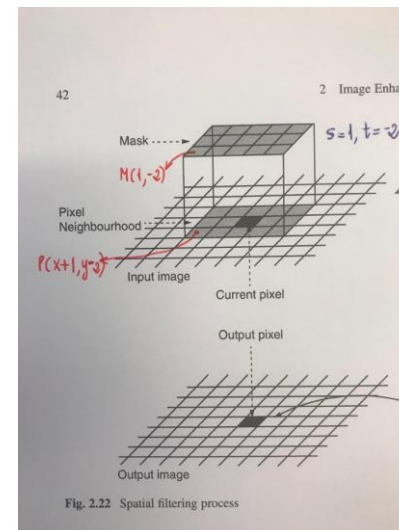 42
2 Image Enha
Mask
s=1, t=-2
M(1,-2)
Pixel
Neighbourhood
P(x+1, y-2)
Input image
Current pixel
Output pixel
Output image
Fig. 2.22 Spatial filtering process